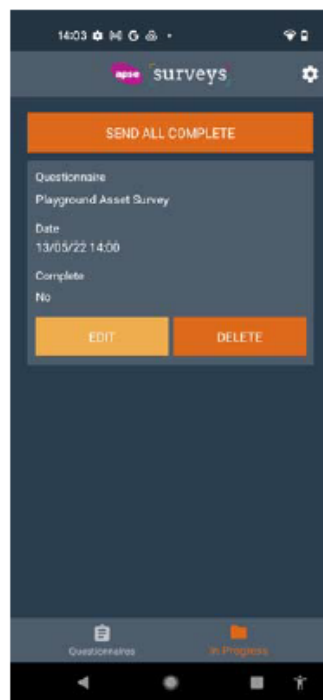 14:03
apse surveys
SEND ALL COMPLETE
Questionnaire
Playground Asset Survey
Date
13/05/22 14:00
Complete
No
EDIT DELETE
Questionnaires In Progress